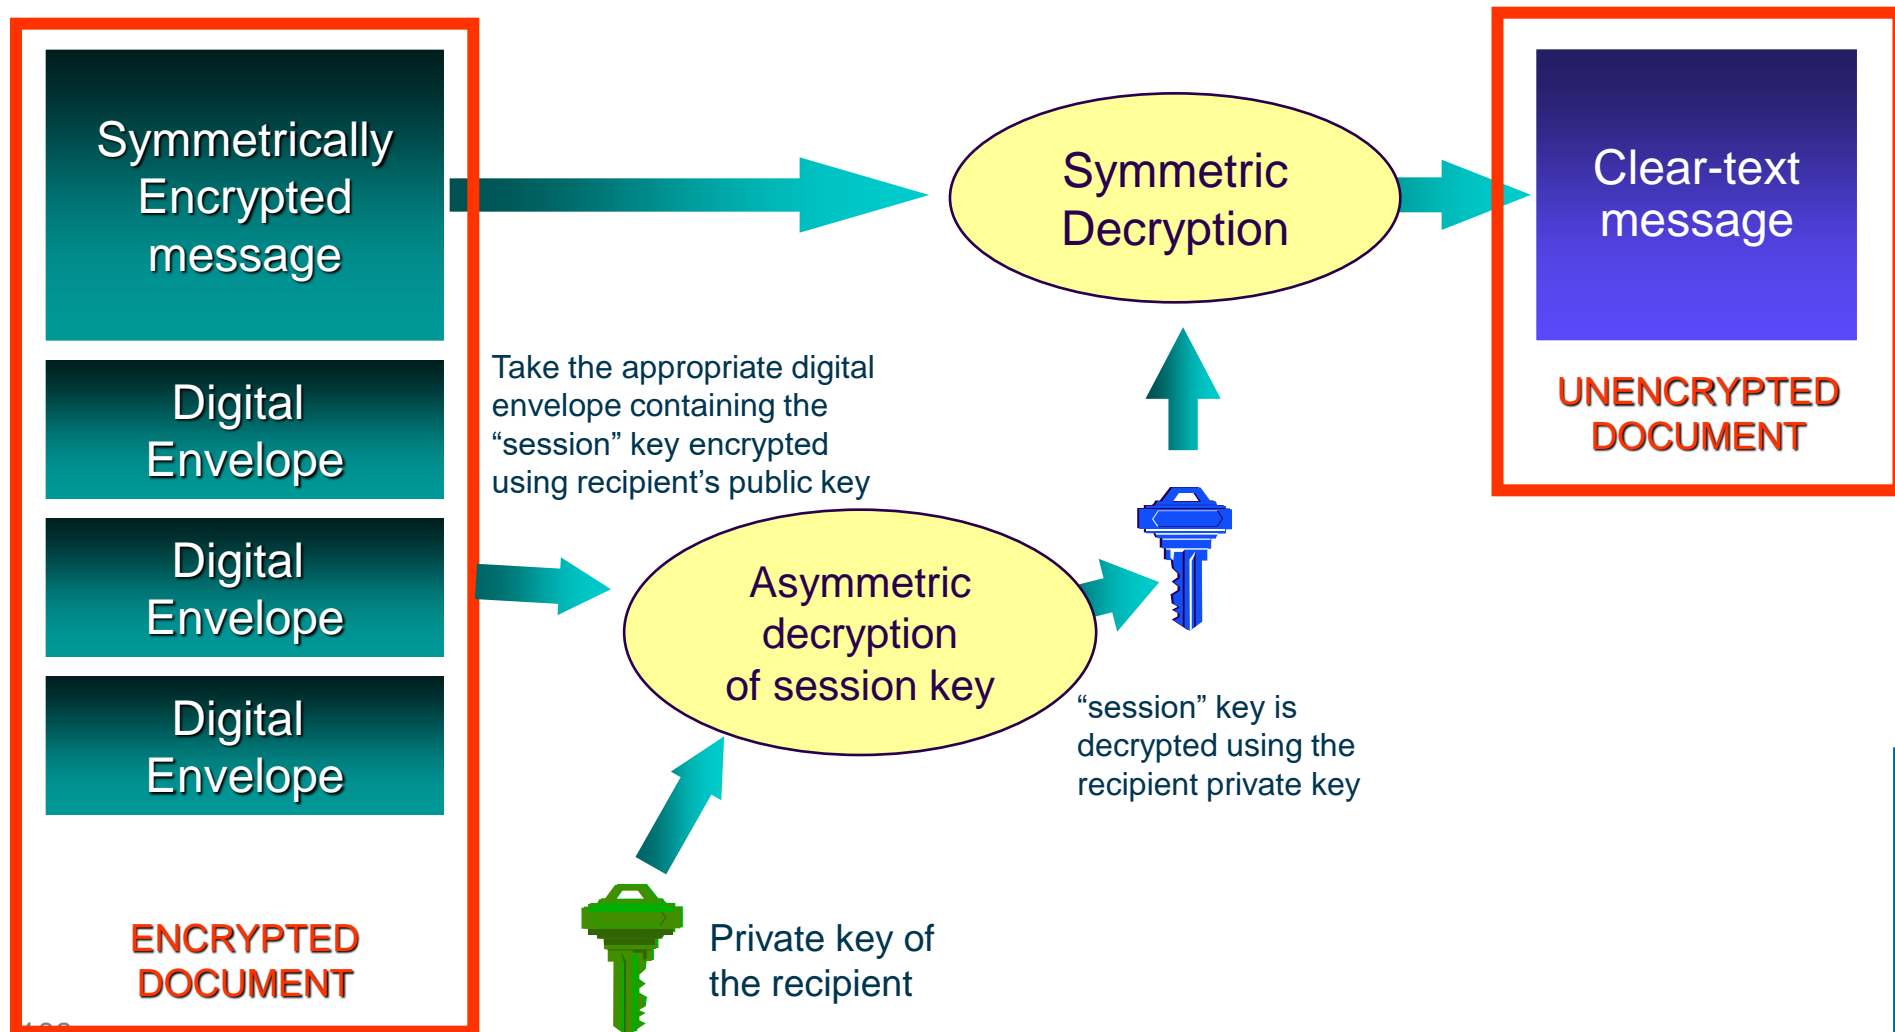 Symmetrically
Encrypted
message
Digital
Envelope
Digital
Envelope
Digital
Envelope
ENCRYPTED
DOCUMENT
Take the appropriate digital
envelope containing the
“session” key encrypted
using recipient’s public key
Symmetric
Decryption
Asymmetric
decryption
of session key
“session” key is
decrypted using the
recipient private key
Private key of
the recipient
Clear-text
message
UNENCRYPTED
DOCUMENT